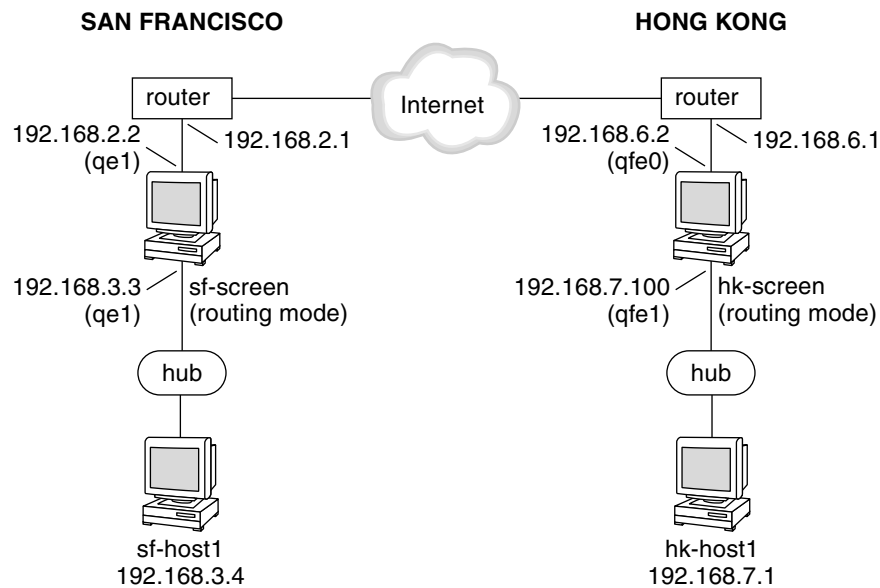 SAN FRANCISCO
HONG KONG
router
Internet
router
192.168.2.2
(qe1)
192.168.2.1
192.168.6.2
(qfe0)
192.168.6.1
192.168.3.3
(qe1)
sf-screen
(routing mode)
192.168.7.100
(qfe1)
hk-screen
(routing mode)
hub
hub
sf-host1
192.168.3.4
hk-host1
192.168.7.1